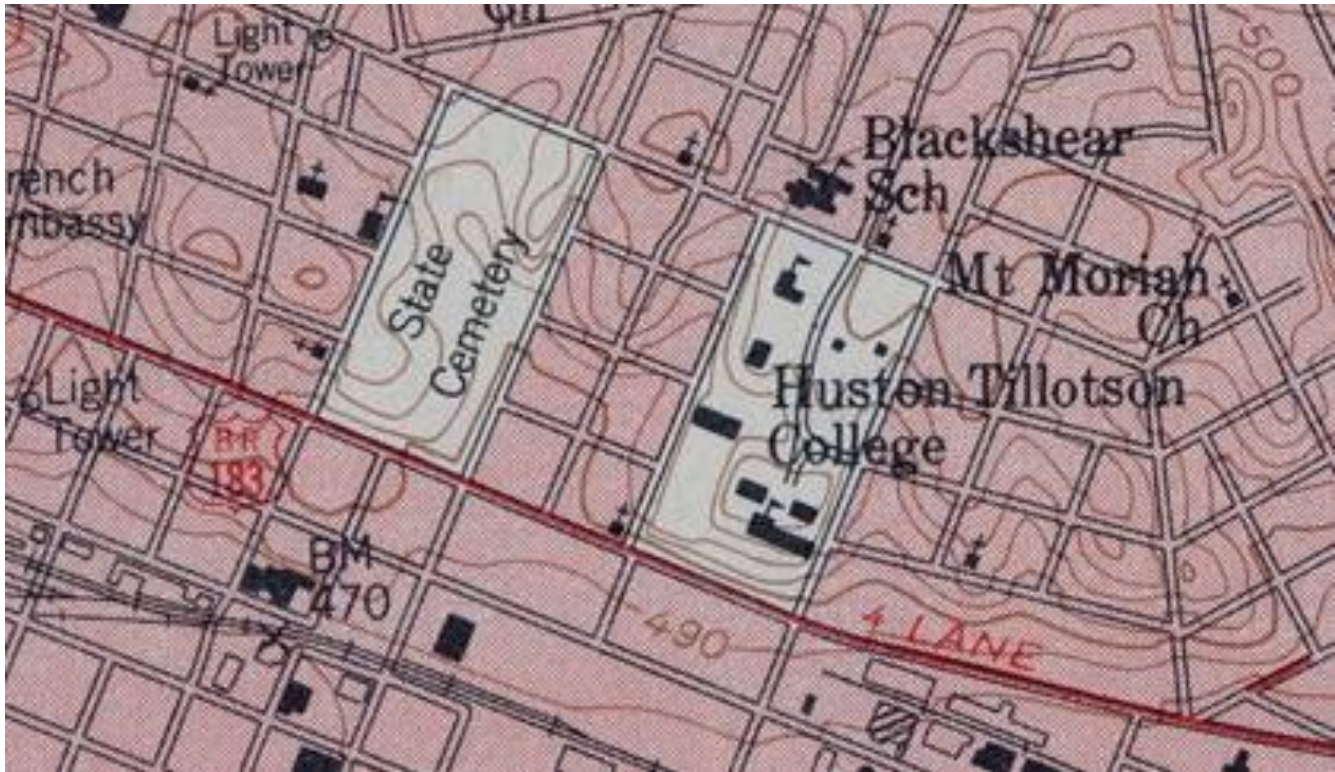 Light
Tower
Ch
500
Blackshear
Sch
rench
mbassy
State
Cemetery
Mt Moriah
Ch
Light
Tower
Huston Tillotson
College
183
BM
470
490
4 LANE